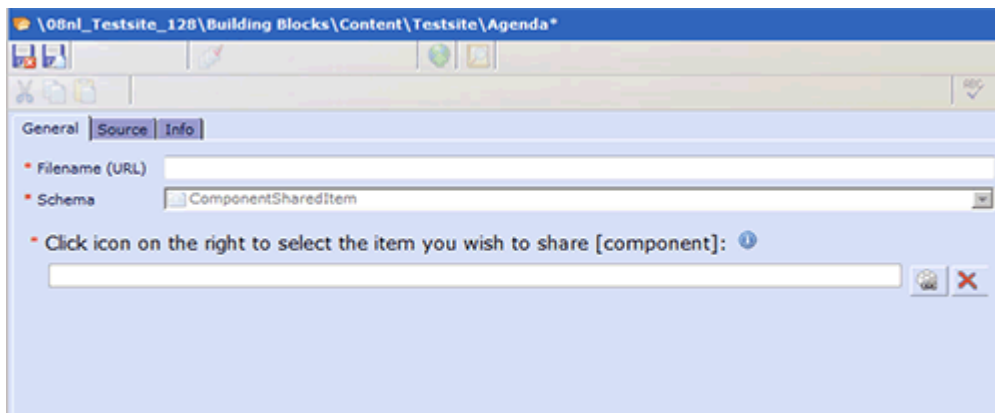 \08nl_Testsite_128\Building Blocks\Content\Testsite\Agenda*
ABC
General Source Info
* Filename (URL)
* Schema ComponentSharedItem
* Click icon on the right to select the item you wish to share [component]: